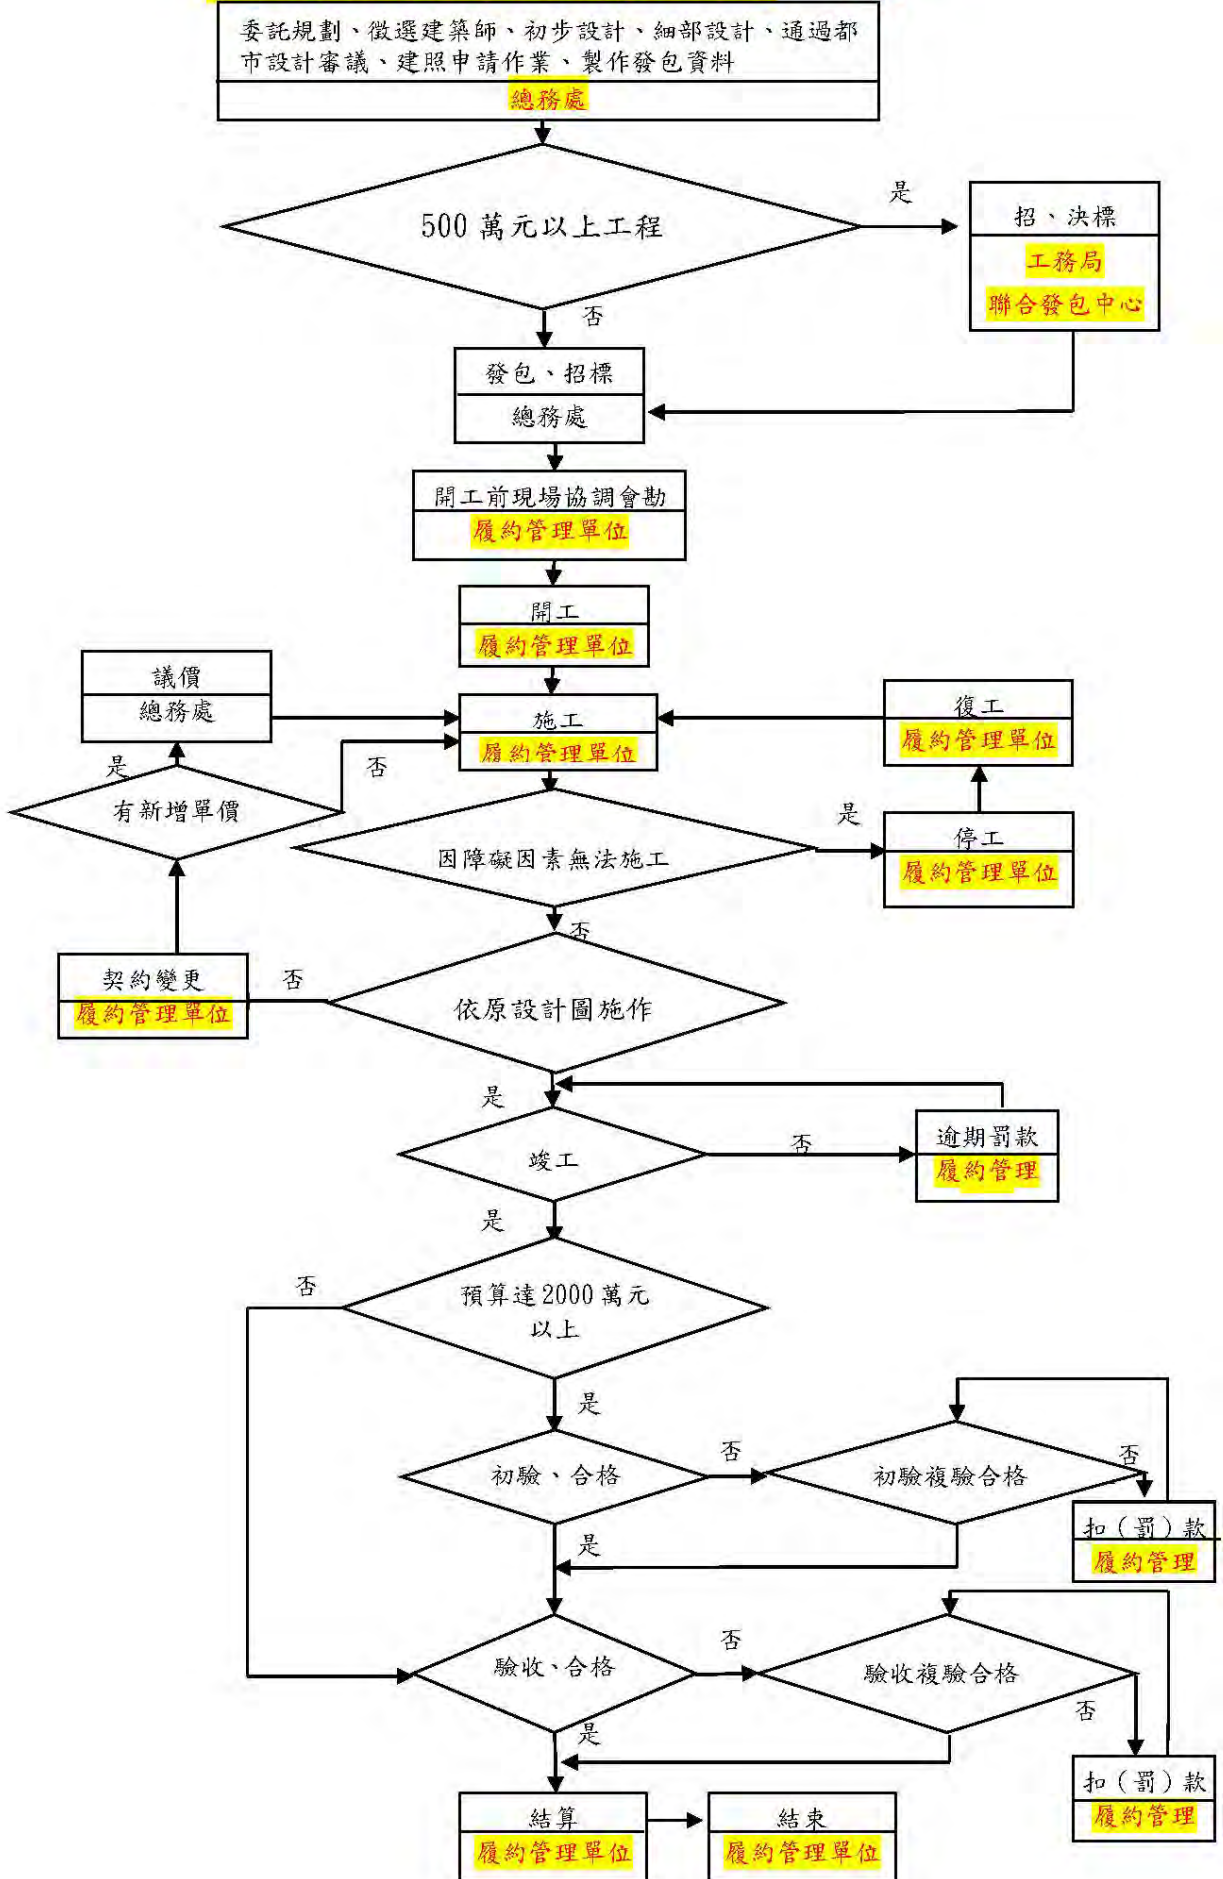 委託規劃、徵選建築師、初步設計、細部設計、通過都
市設計審議、建照申請作業、製作發包資料
總務處
500 萬元以上工程
是
招、決標
工務局
聯合發包中心
否
發包、招標
總務處
開工前現場協調會勘
履約管理單位
開工
履約管理單位
議價
總務處
施工
履約管理單位
復工
履約管理單位
是
有新增單價
否
因障礙因素無法施工
是
停工
履約管理單位
否
契約變更
履約管理單位
否
依原設計圖施作
是
竣工
否
逾期罰款
履約管理
是
否
預算達 2000 萬元
以上
是
初驗、合格
否
初驗複驗合格
否
扣（罰）款
履約管理
是
驗收、合格
否
驗收複驗合格
否
扣（罰）款
履約管理
是
結算
履約管理單位
結束
履約管理單位